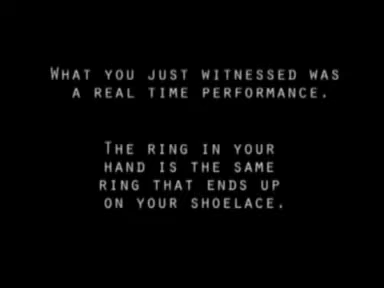 WHAT YOU JUST WITNESSED WAS
A REAL TIME PERFORMANCE.
THE RING IN YOUR
HAND IS THE SAME
RING THAT ENDS UP
ON YOUR SHOELACE.